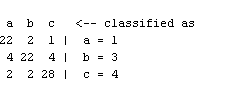 a b c <-- classified as
22 2 1 | a = 1
4 22 4 | b = 3
2 2 28 | c = 4